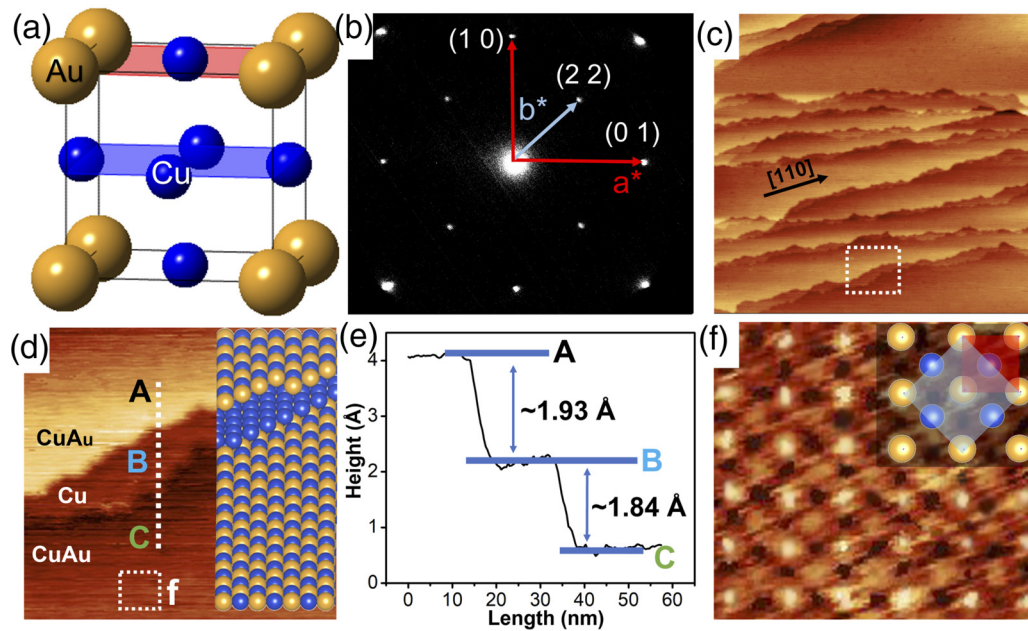 (a)
Au
Cu
(b)
(1 0)
(2 2)
b*
(0 1)
a*
(c)
[110]
(d)
A
CuAu
B
Cu
C
CuAu
f
(e)
A
~1.93 Å
B
~1.84 Å
C
Height (Å)
4
3
2
1
0
0 10 20 30 40 50 60
Length (nm)
(f)